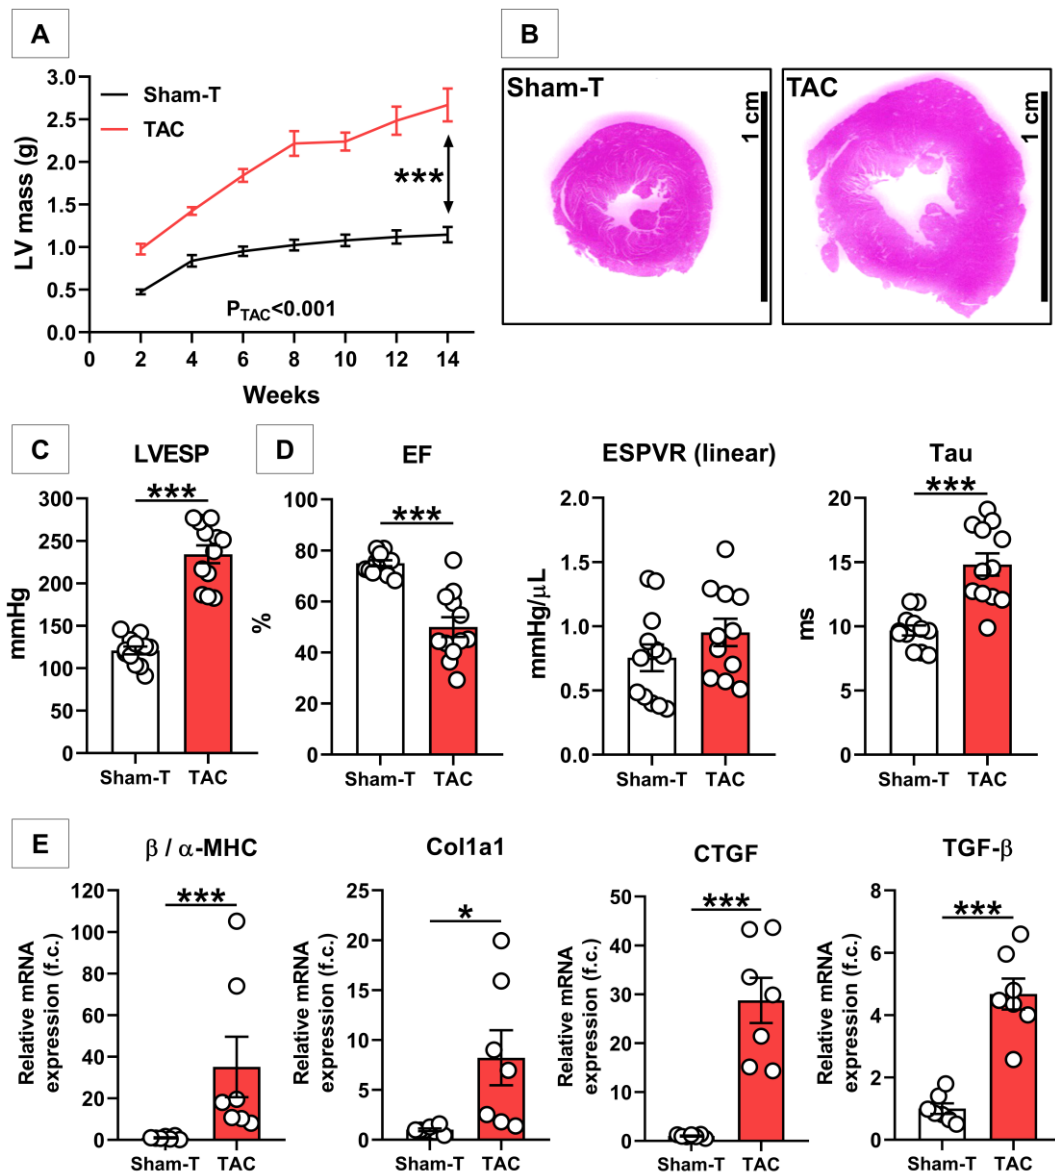 A
LV mass (g)
3.0
2.5
2.0
1.5
1.0
0.5
0.0
Sham-T
TAC
***
P_TAC<0.001
0 2 4 6 8 10 12 14
Weeks
B
Sham-T
1 cm
TAC
1 cm
C
LVESP
***
mmHg
300
250
200
150
100
50
0
Sham-T TAC
D
EF
***
%
100
80
60
40
20
0
Sham-T TAC
ESPVR (linear)
mmHg/μL
2.0
1.5
1.0
0.5
0.0
Sham-T TAC
Tau
***
ms
20
15
10
5
0
Sham-T TAC
E
β / α-MHC
***
Relative mRNA
expression (f.c.)
120
100
80
60
40
20
0
Sham-T TAC
Col1a1
*
Relative mRNA
expression (f.c.)
25
20
15
10
5
0
Sham-T TAC
CTGF
***
Relative mRNA
expression (f.c.)
50
40
30
20
10
0
Sham-T TAC
TGF-β
***
Relative mRNA
expression (f.c.)
8
6
4
2
0
Sham-T TAC